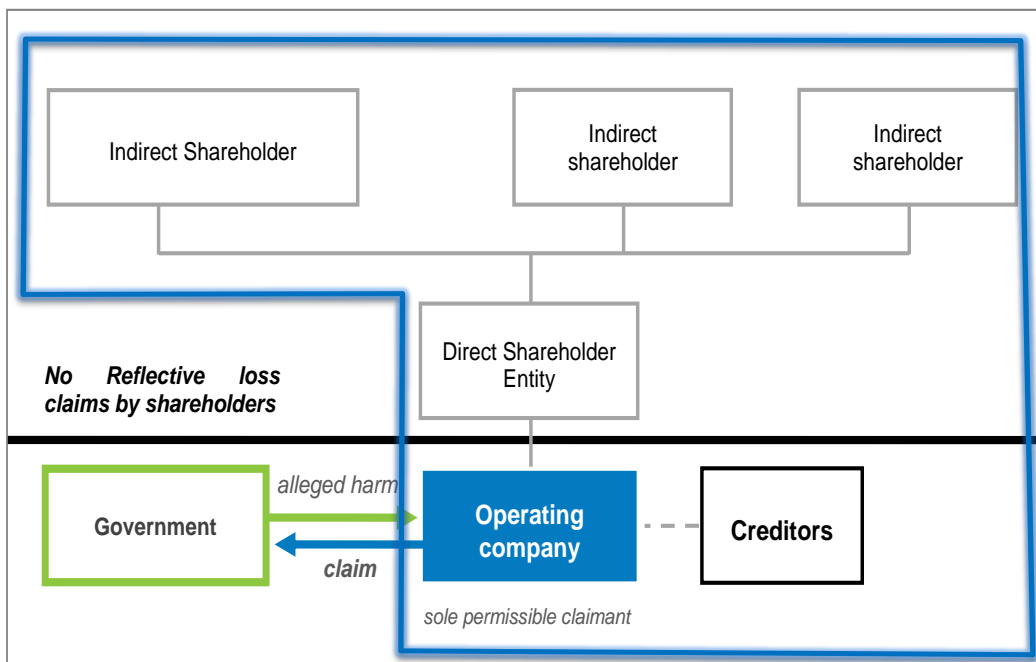 Indirect Shareholder
Indirect
shareholder
Indirect
shareholder
Direct Shareholder
Entity
No Reflective loss
claims by shareholders
Government
alleged harm
claim
Operating
company
Creditors
sole permissible claimant